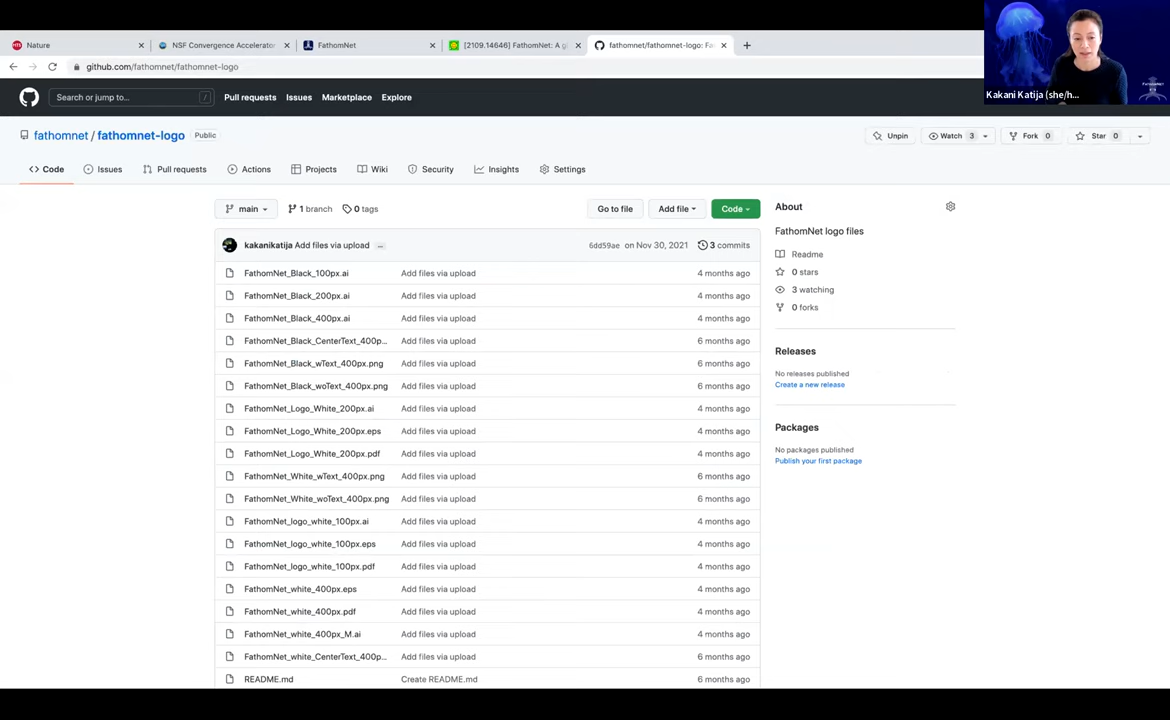 Nature
NSF Convergence Accelerator
FathomNet
[2109.14646] FathomNet: A gl
fathomnet/fathomnet-logo: Fa
github.com/fathomnet/fathomnet-logo
Kakani Katija (she/h...
Search or jump to... /
Pull requests Issues Marketplace Explore
fathomnet / fathomnet-logo Public
Unpin Watch 3 Fork 0 Star 0
Code Issues Pull requests Actions Projects Wiki Security Insights Settings
main 1 branch 0 tags Go to file Add file Code
kakanikatija Add files via upload ... 6dd59ae on Nov 30, 2021 3 commits
FathomNet_Black_100px.ai Add files via upload 4 months ago
FathomNet_Black_200px.ai Add files via upload 4 months ago
FathomNet_Black_400px.ai Add files via upload 4 months ago
FathomNet_Black_CenterText_400p... Add files via upload 6 months ago
FathomNet_Black_wText_400px.png Add files via upload 6 months ago
FathomNet_Black_woText_400px.png Add files via upload 6 months ago
FathomNet_Logo_White_200px.ai Add files via upload 4 months ago
FathomNet_Logo_White_200px.eps Add files via upload 4 months ago
FathomNet_Logo_White_200px.pdf Add files via upload 4 months ago
FathomNet_White_wText_400px.png Add files via upload 6 months ago
FathomNet_White_woText_400px.png Add files via upload 6 months ago
FathomNet_logo_white_100px.ai Add files via upload 4 months ago
FathomNet_logo_white_100px.eps Add files via upload 4 months ago
FathomNet_logo_white_100px.pdf Add files via upload 4 months ago
FathomNet_white_400px.eps Add files via upload 4 months ago
FathomNet_white_400px.pdf Add files via upload 4 months ago
FathomNet_white_400px_M.ai Add files via upload 4 months ago
FathomNet_white_CenterText_400p... Add files via upload 6 months ago
README.md Create README.md 6 months ago
About
FathomNet logo files
Readme
0 stars
3 watching
0 forks
Releases
No releases published
Create a new release
Packages
No packages published
Publish your first package